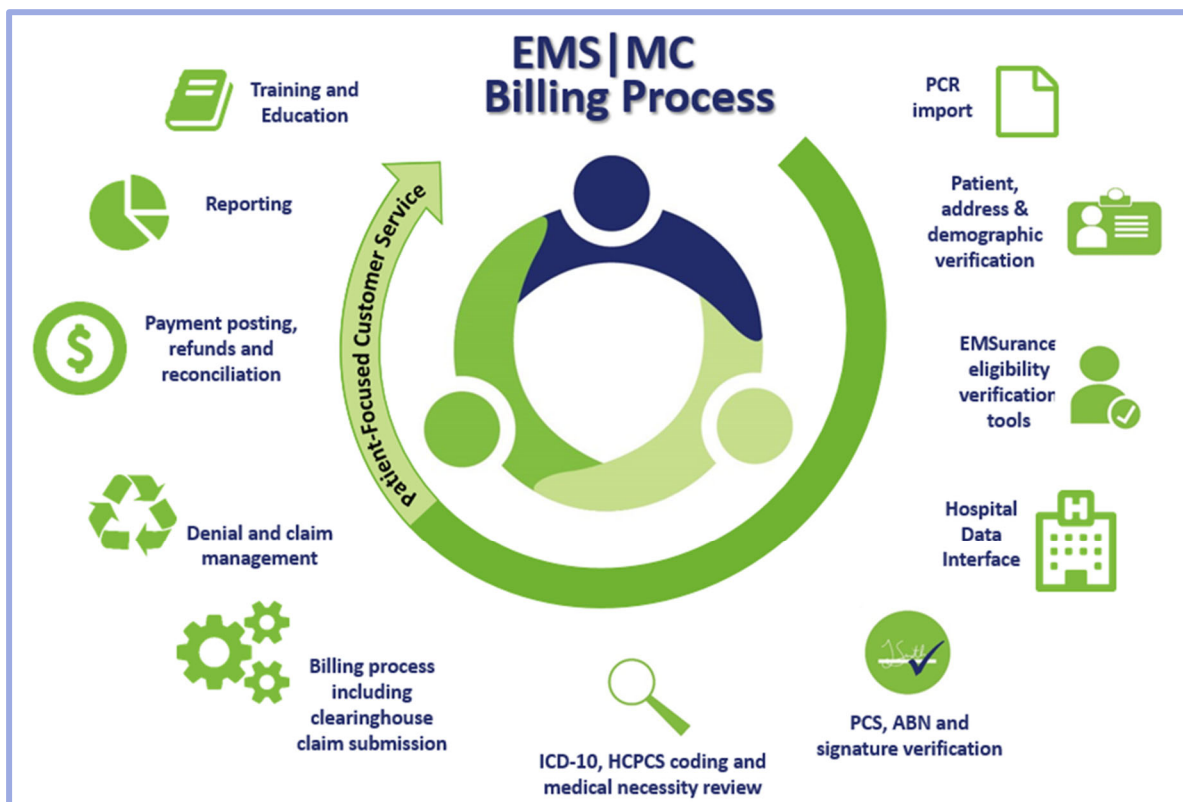 EMS|MC
Billing Process
PCR
import
Patient,
address &
demographic
verification
EMSurance
eligibility
verification
tools
Hospital
Data
Interface
H
J Smith
PCS, ABN and
signature verification
ICD-10, HCPCS coding and
medical necessity review
Billing process
including
clearinghouse
claim submission
Denial and claim
management
$
Payment posting,
refunds and
reconciliation
Reporting
Training and
Education
Patient-Focused Customer Service